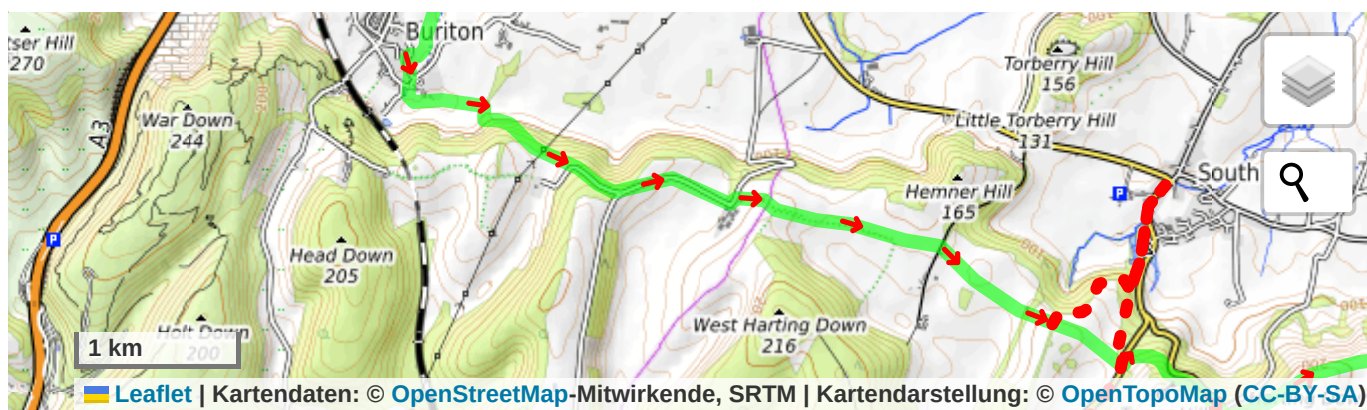 Buriton
ser Hill
270
Torberry Hill
156
War Down
244
A3
Little Torberry Hill
131
South
P
Hemner Hill
165
100
P
Head Down
205
West Harting Down
216
Holt Down
200
1 km
Leaflet | Kartendaten: © OpenStreetMap-Mitwirkende, SRTM | Kartendarstellung: © OpenTopoMap (CC-BY-SA)